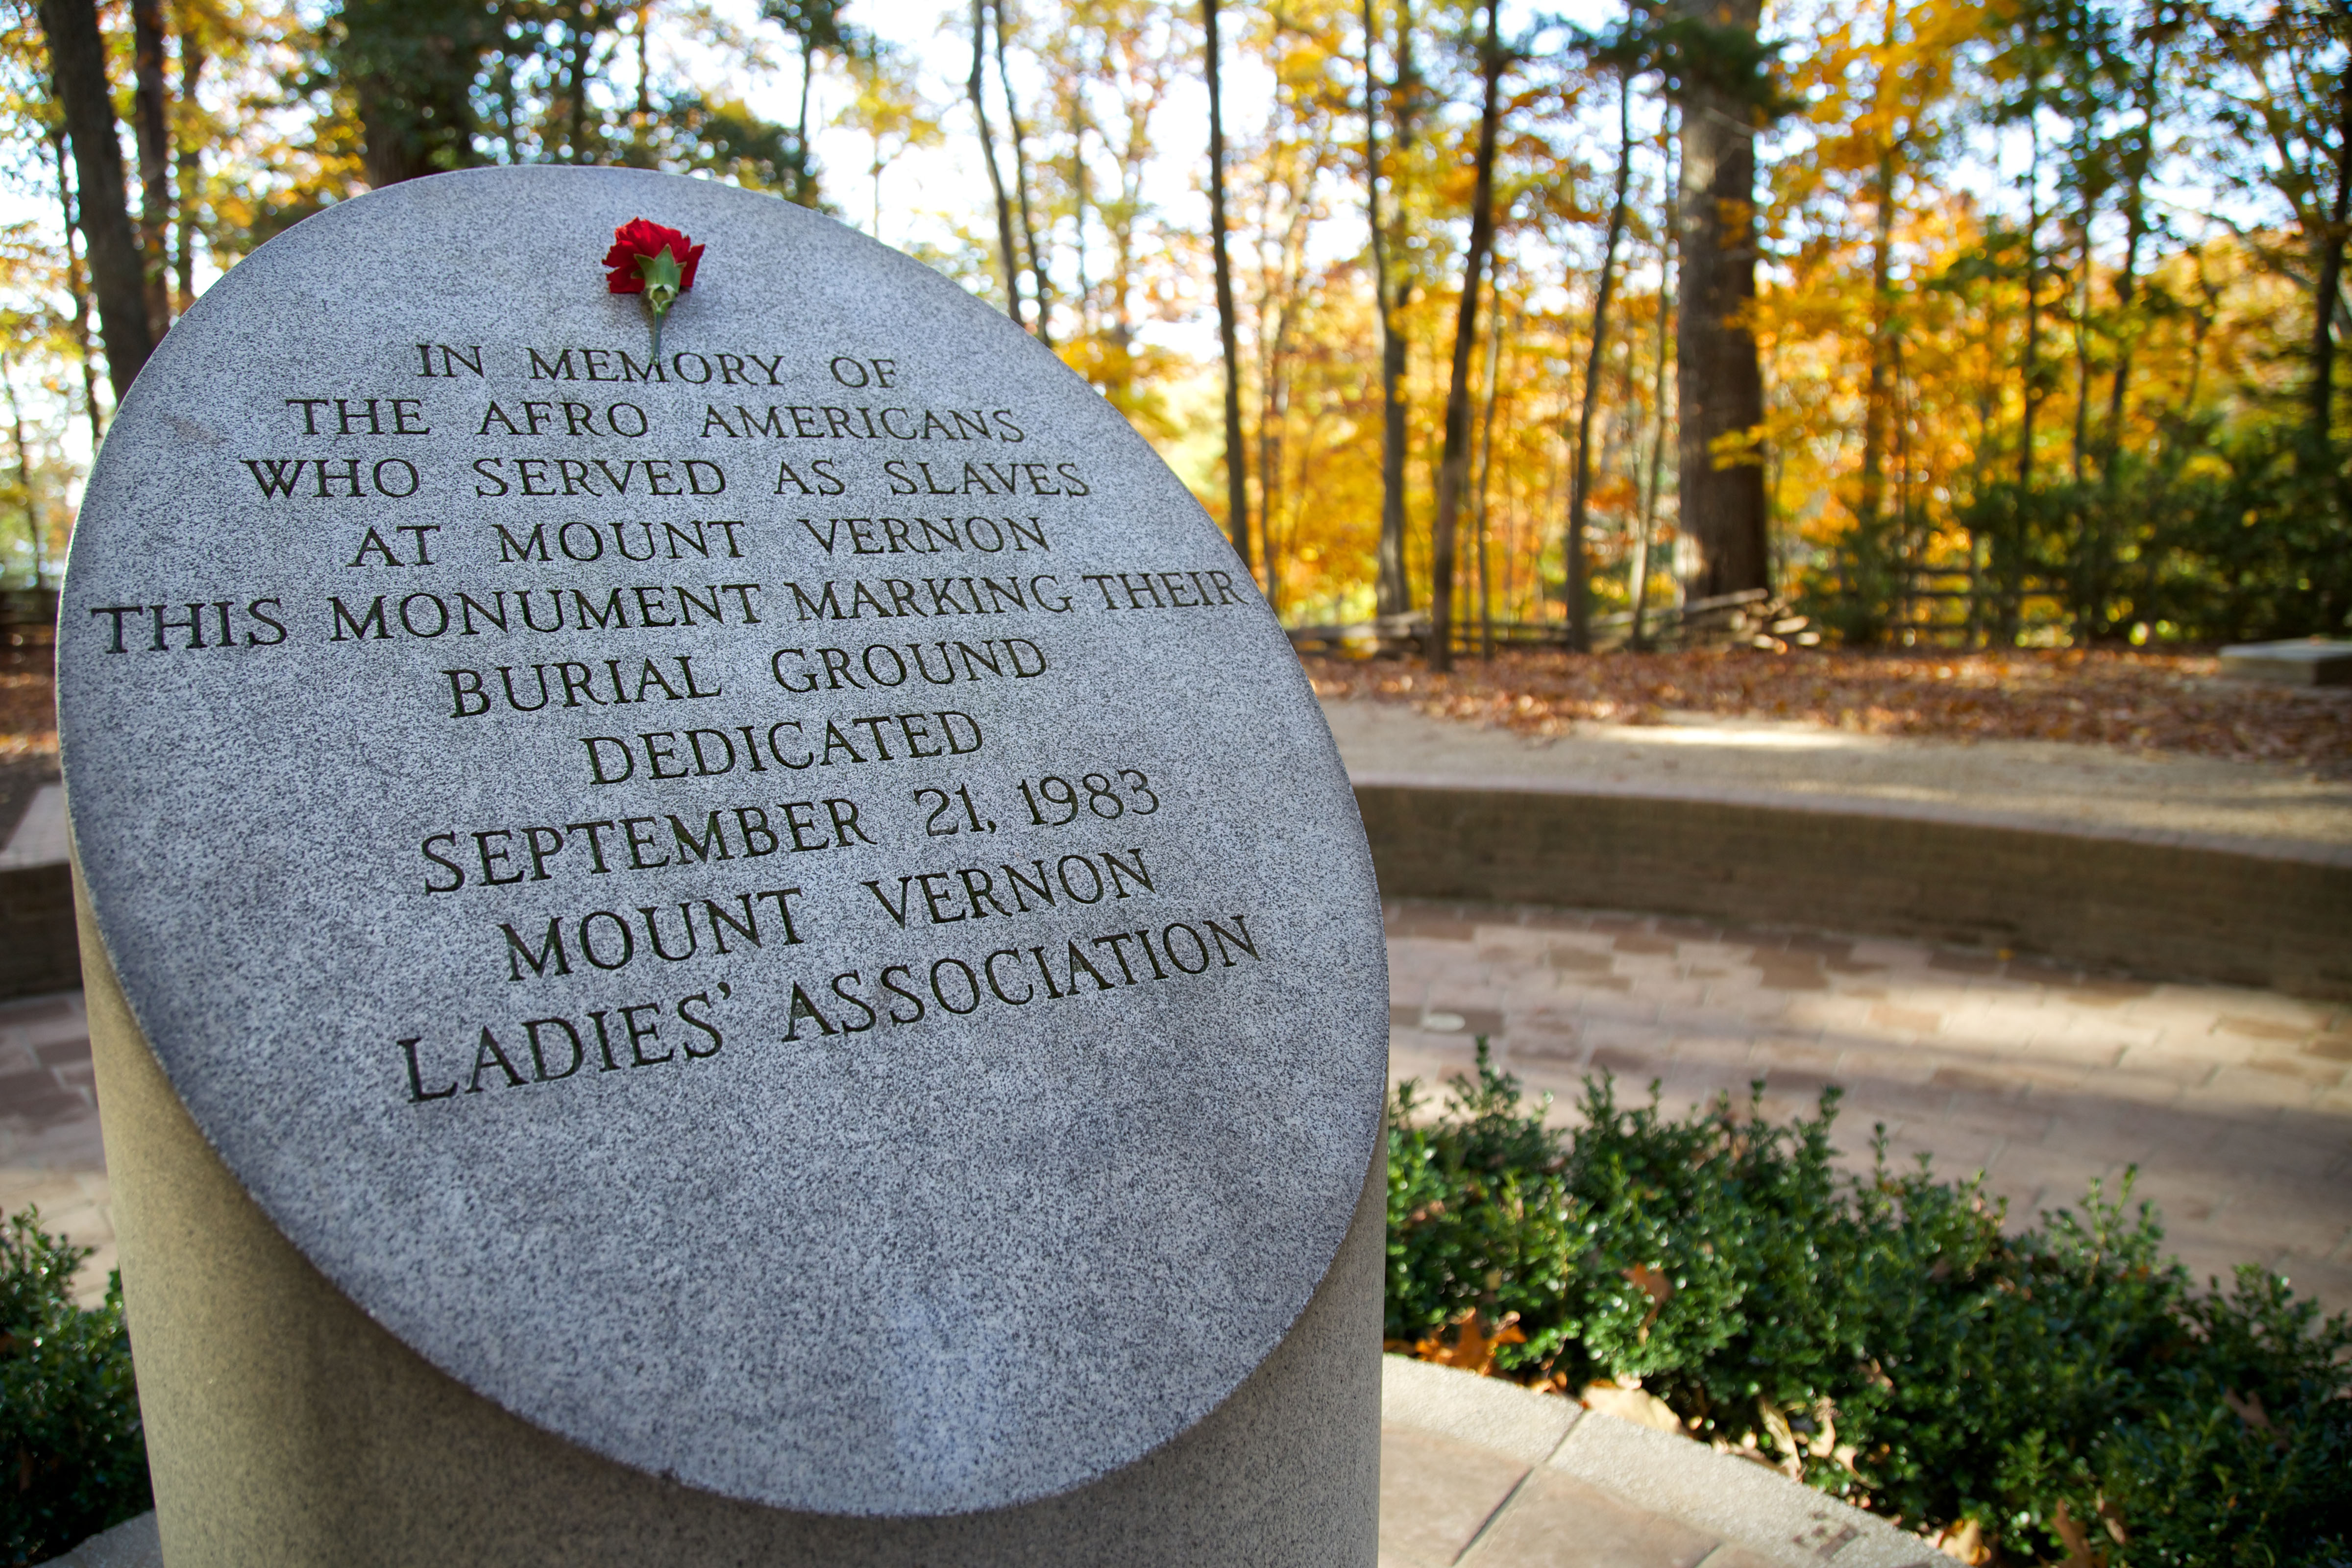 IN MEMORY OF
THE AFRO AMERICANS
WHO SERVED AS SLAVES
AT MOUNT VERNON
THIS MONUMENT MARKING THEIR
BURIAL GROUND
DEDICATED
SEPTEMBER 21, 1983
MOUNT VERNON
LADIES' ASSOCIATION